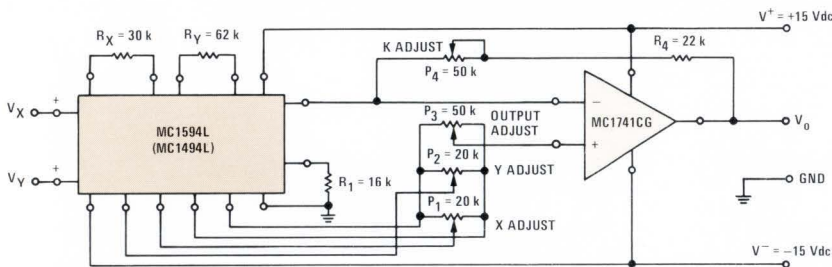 V⁺ = +15 Vdc
R_X = 30 k
R_Y = 62 k
K ADJUST
P_4 = 50 k
R_4 = 22 k
V_X +
MC1594L
(MC1494L)
V_Y +
P_3 = 50 k
OUTPUT
ADJUST
P_2 = 20 k
Y ADJUST
P_1 = 20 k
X ADJUST
R_1 = 16 k
−
MC1741CG
+
V_o
GND
V⁻ = −15 Vdc